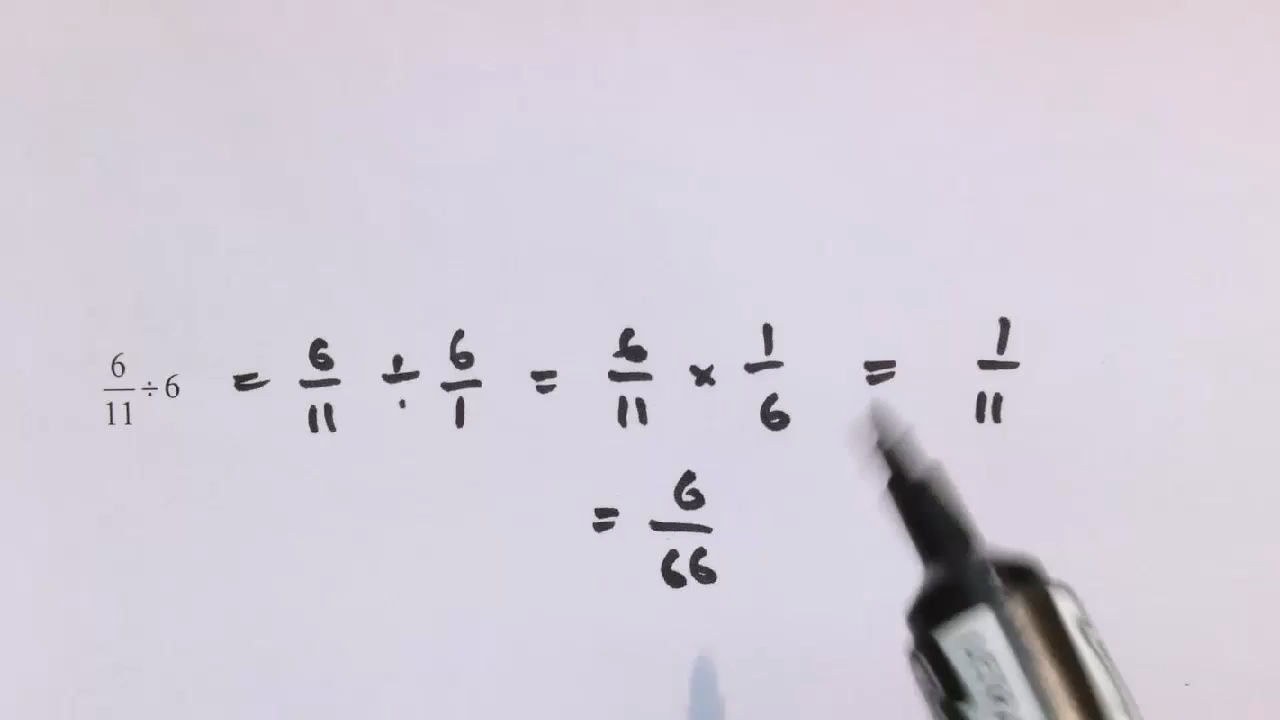 6/11 ÷ 6 = 6/11 ÷ 6/1 = 6/11 × 1/6 = 1/11
= 6/66